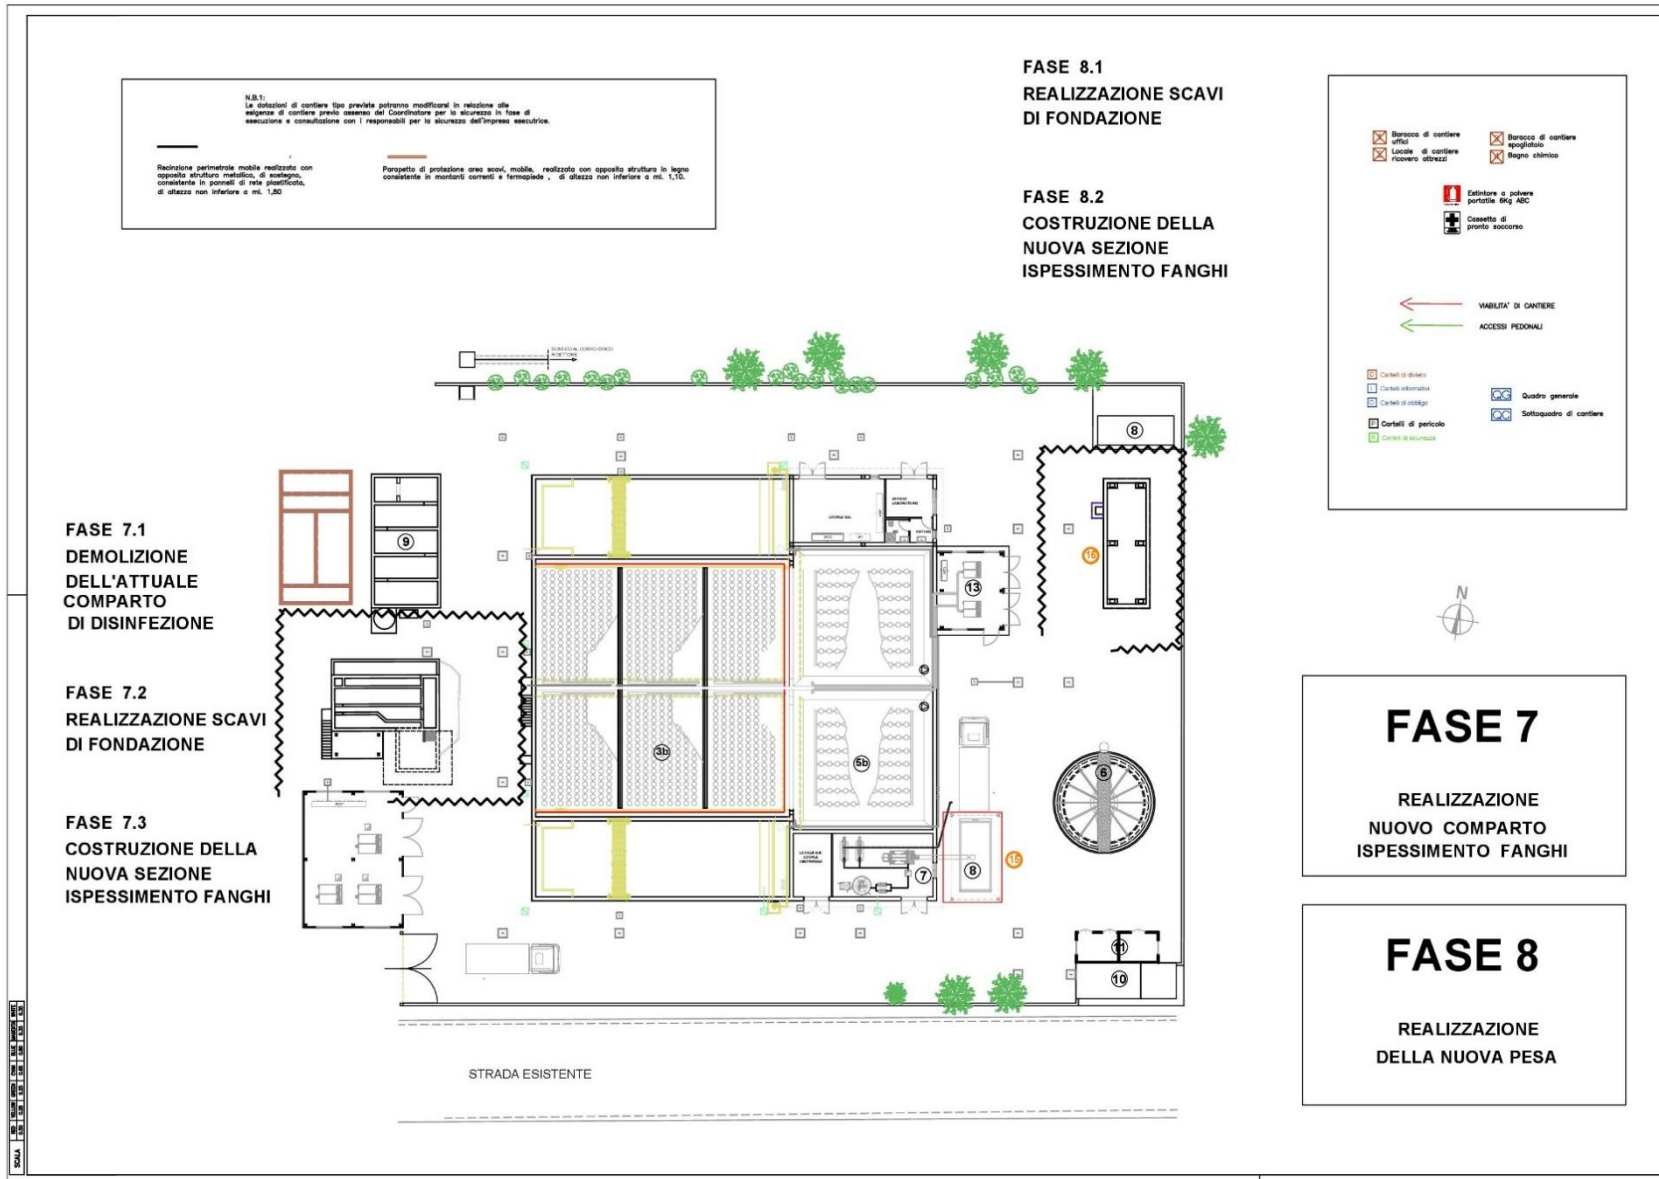 N.B.1:
Le dotazioni di cantiere tipo previste potranno modificarsi in relazione alle
esigenze di cantiere previo assenso del Coordinatore per la sicurezza in fase di
esecuzione e consultazione con i responsabili per la sicurezza dell'impresa esecutrice.
Recinzione perimetrale mobile realizzata con
apposita struttura metallica, di sostegno,
consistente in pannelli di rete plastificata,
di altezza non inferiore a ml. 1,80
Parapetto di protezione area scavi, mobile, realizzata con apposita struttura in legno
consistente in montanti correnti e fermapiede , di altezza non inferiore a ml. 1,10.
FASE 8.1
REALIZZAZIONE SCAVI
DI FONDAZIONE
FASE 8.2
COSTRUZIONE DELLA
NUOVA SEZIONE
ISPESSIMENTO FANGHI
Baracca di cantiere
uffici
Locale di cantiere
ricovero attrezzi
Baracca di cantiere
spogliatoio
Bagno chimico
Estintore a polvere
portatile 6Kg ABC
Cassetta di
pronto soccorso
VIABILITA' DI CANTIERE
ACCESSI PEDONALI
Cartelli di divieto
Cartelli informativi
Cartelli di obbligo
Cartelli di pericolo
Cartelli di sicurezza
QG Quadro generale
QC Sottoquadro di cantiere
N
FASE 7.1
DEMOLIZIONE
DELL'ATTUALE
COMPARTO
DI DISINFEZIONE
FASE 7.2
REALIZZAZIONE SCAVI
DI FONDAZIONE
FASE 7.3
COSTRUZIONE DELLA
NUOVA SEZIONE
ISPESSIMENTO FANGHI
8
9
16
13
3b
5b
6
7
8
15
11
10
STRADA ESISTENTE
FASE 7
REALIZZAZIONE
NUOVO COMPARTO
ISPESSIMENTO FANGHI
FASE 8
REALIZZAZIONE
DELLA NUOVA PESA
SCALA